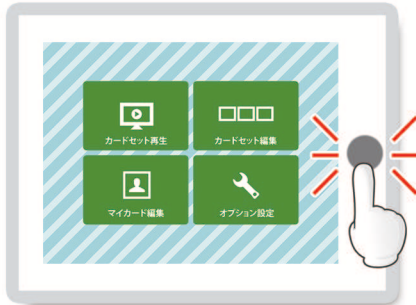 カードセット再生
カードセット編集
マイカード編集
オプション設定